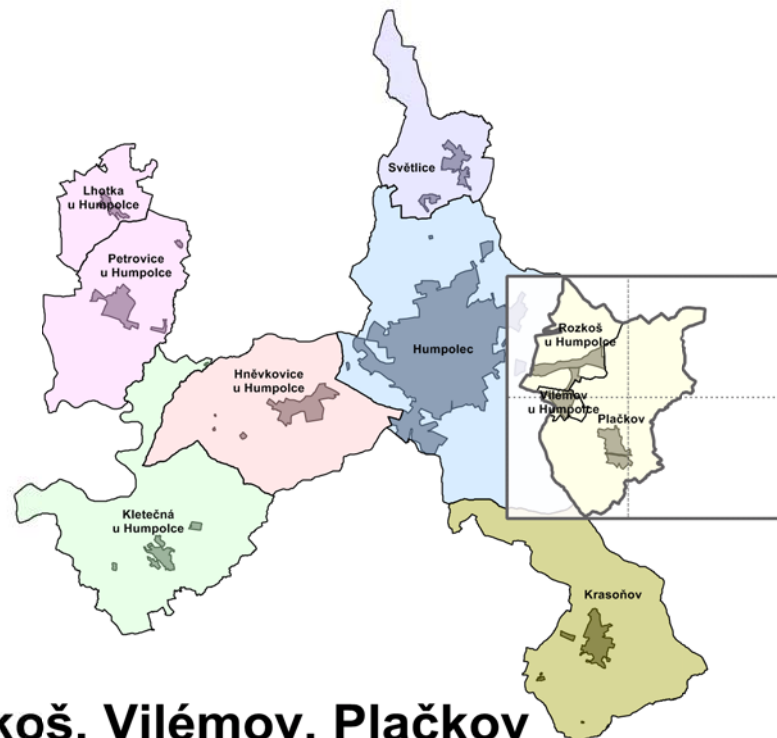 Světlice
Lhotka
u Humpolce
Petrovice
u Humpolce
Humpolec
Rozkoš
u Humpolce
Hněvkovice
u Humpolce
Vilémov
u Humpolce
Plačkov
Kletečná
u Humpolce
Krasoňov
koš, Vilémov, Plačkov